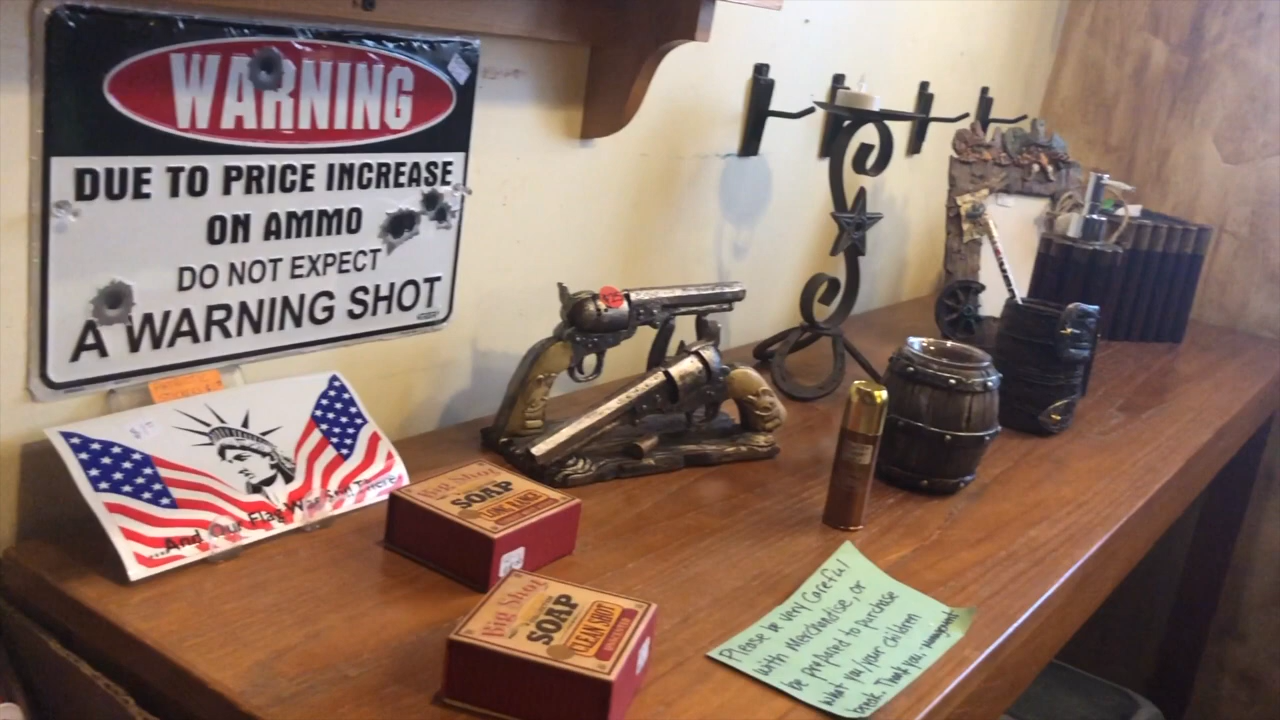 WARNING
DUE TO PRICE INCREASE
ON AMMO
DO NOT EXPECT
A WARNING SHOT
...And Our Flag Was Still There
Big Shot
SOAP
LONG RANGE
Big Shot
SOAP
CLEAN SHOT
Please be very Careful
with Merchandise, or
be prepared to purchase
what you/your children
break. Thank you, Management